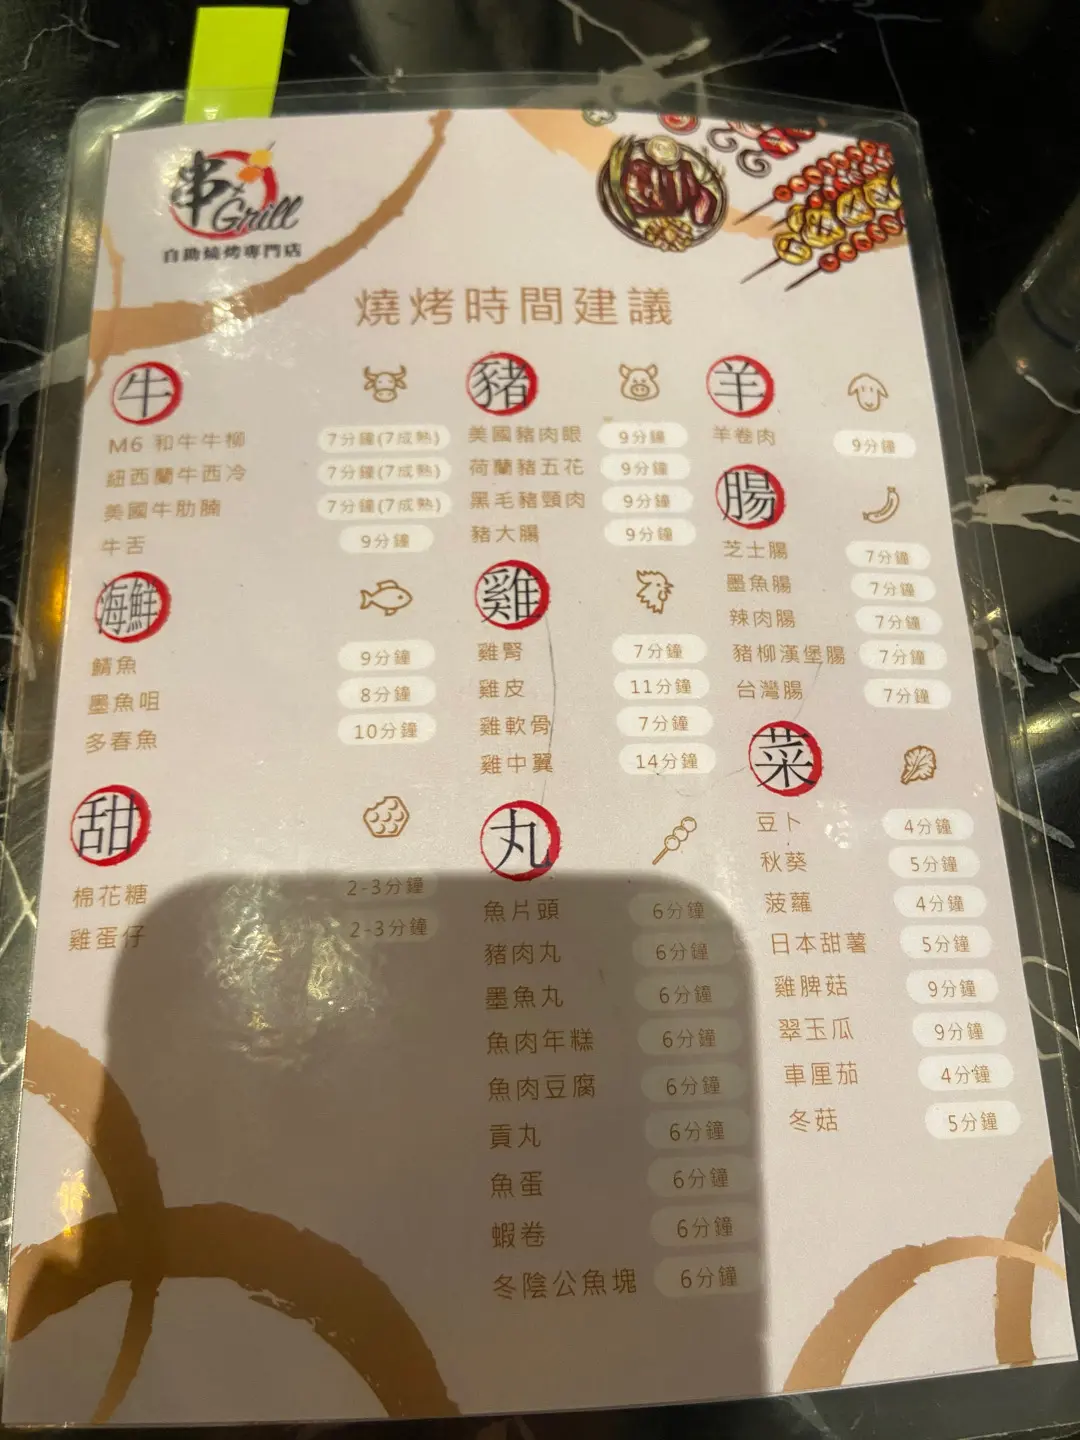 串
Grill
自助燒烤專門店
燒烤時間建議
牛
M6 和牛牛柳 7分鐘(7成熟)
紐西蘭牛西冷 7分鐘(7成熟)
美國牛肋腩 7分鐘(7成熟)
牛舌 9分鐘
海鮮
鯖魚 9分鐘
墨魚咀 8分鐘
多春魚 10分鐘
甜
棉花糖 2-3分鐘
雞蛋仔 2-3分鐘
豬
美國豬肉眼 9分鐘
荷蘭豬五花 9分鐘
黑毛豬頸肉 9分鐘
豬大腸 9分鐘
雞
雞腎 7分鐘
雞皮 11分鐘
雞軟骨 7分鐘
雞中翼 14分鐘
丸
魚片頭 6分鐘
豬肉丸 6分鐘
墨魚丸 6分鐘
魚肉年糕 6分鐘
魚肉豆腐 6分鐘
貢丸 6分鐘
魚蛋 6分鐘
蝦卷 6分鐘
冬陰公魚塊 6分鐘
羊
羊卷肉 9分鐘
腸
芝士腸 7分鐘
墨魚腸 7分鐘
辣肉腸 7分鐘
豬柳漢堡腸 7分鐘
台灣腸 7分鐘
菜
豆卜 4分鐘
秋葵 5分鐘
菠蘿 4分鐘
日本甜薯 5分鐘
雞脾菇 9分鐘
翠玉瓜 9分鐘
車厘茄 4分鐘
冬菇 5分鐘